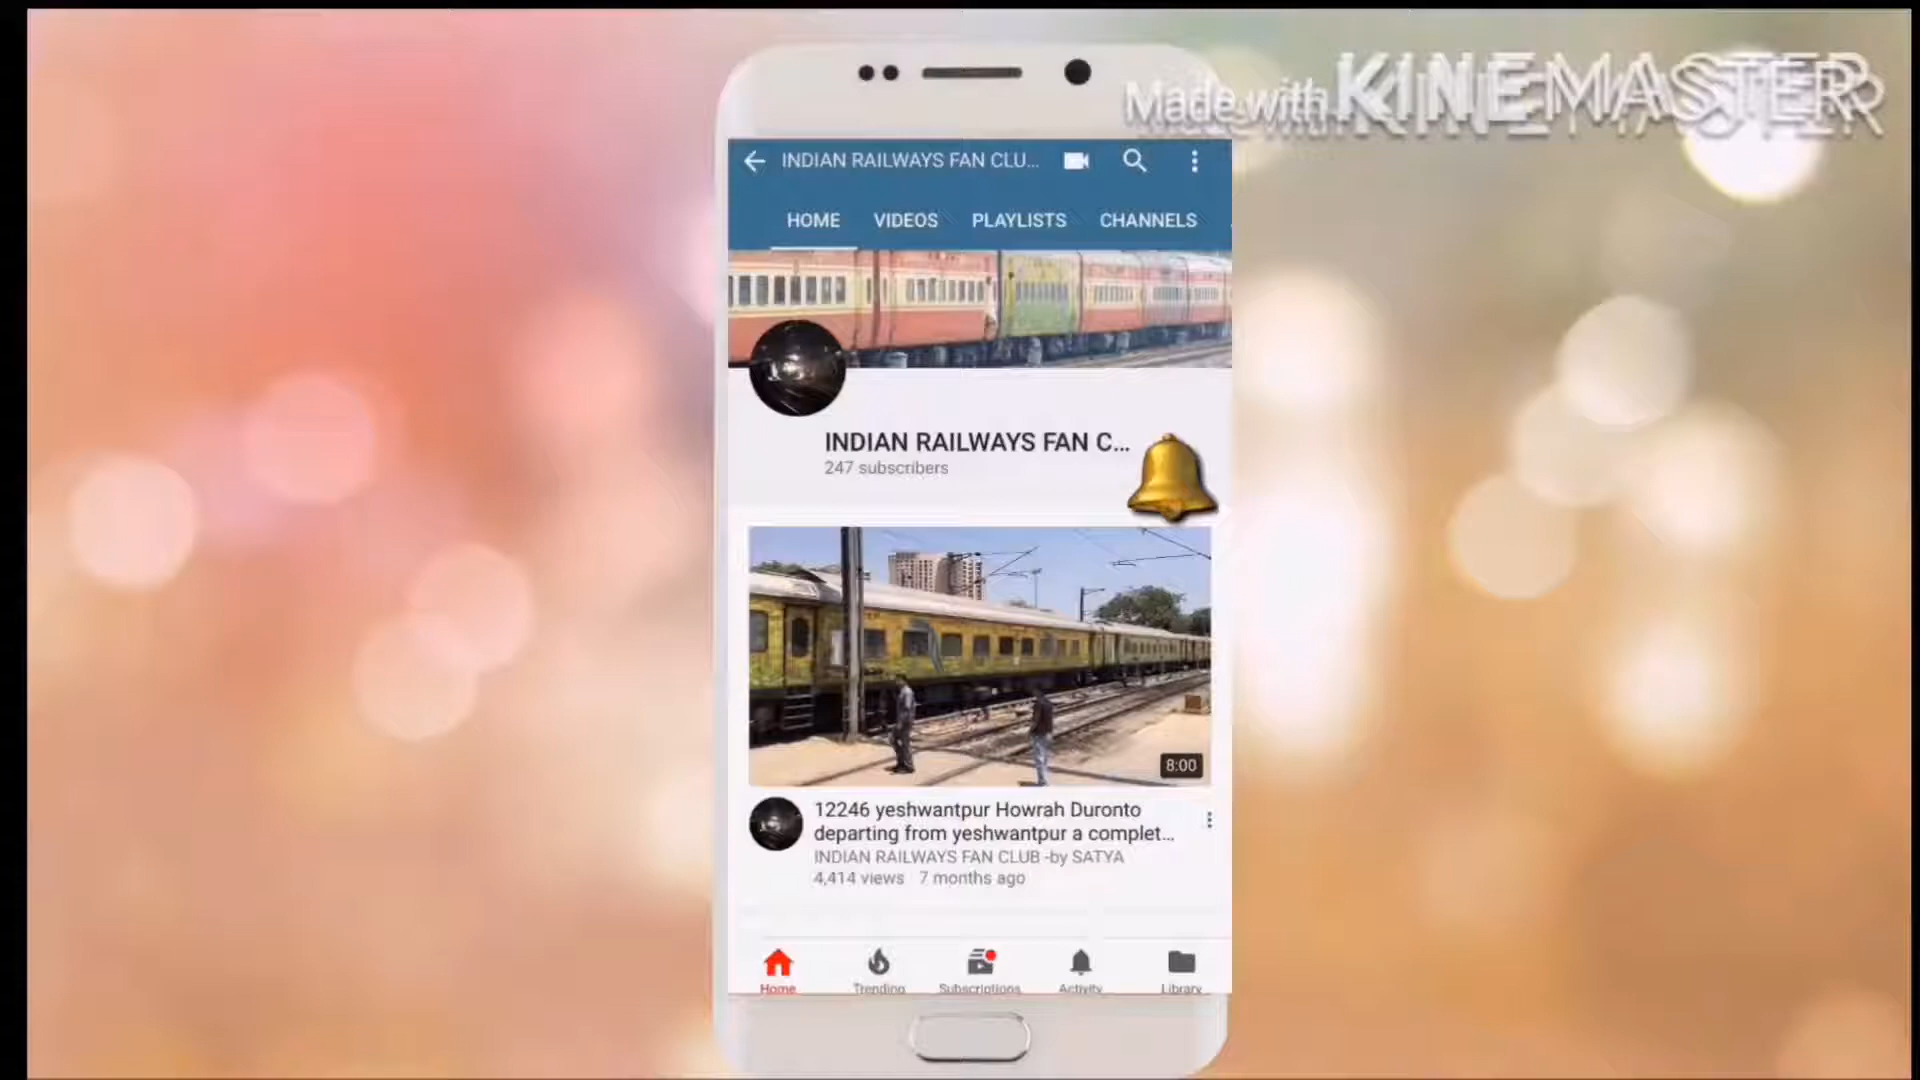 Made with KINEMASTER
INDIAN RAILWAYS FAN CLU...
HOME VIDEOS PLAYLISTS CHANNELS
INDIAN RAILWAYS FAN C...
247 subscribers
8:00
12246 yeshwantpur Howrah Duronto
departing from yeshwantpur a complet...
INDIAN RAILWAYS FAN CLUB -by SATYA
4,414 views 7 months ago
Home Trending Subscriptions Activity Library